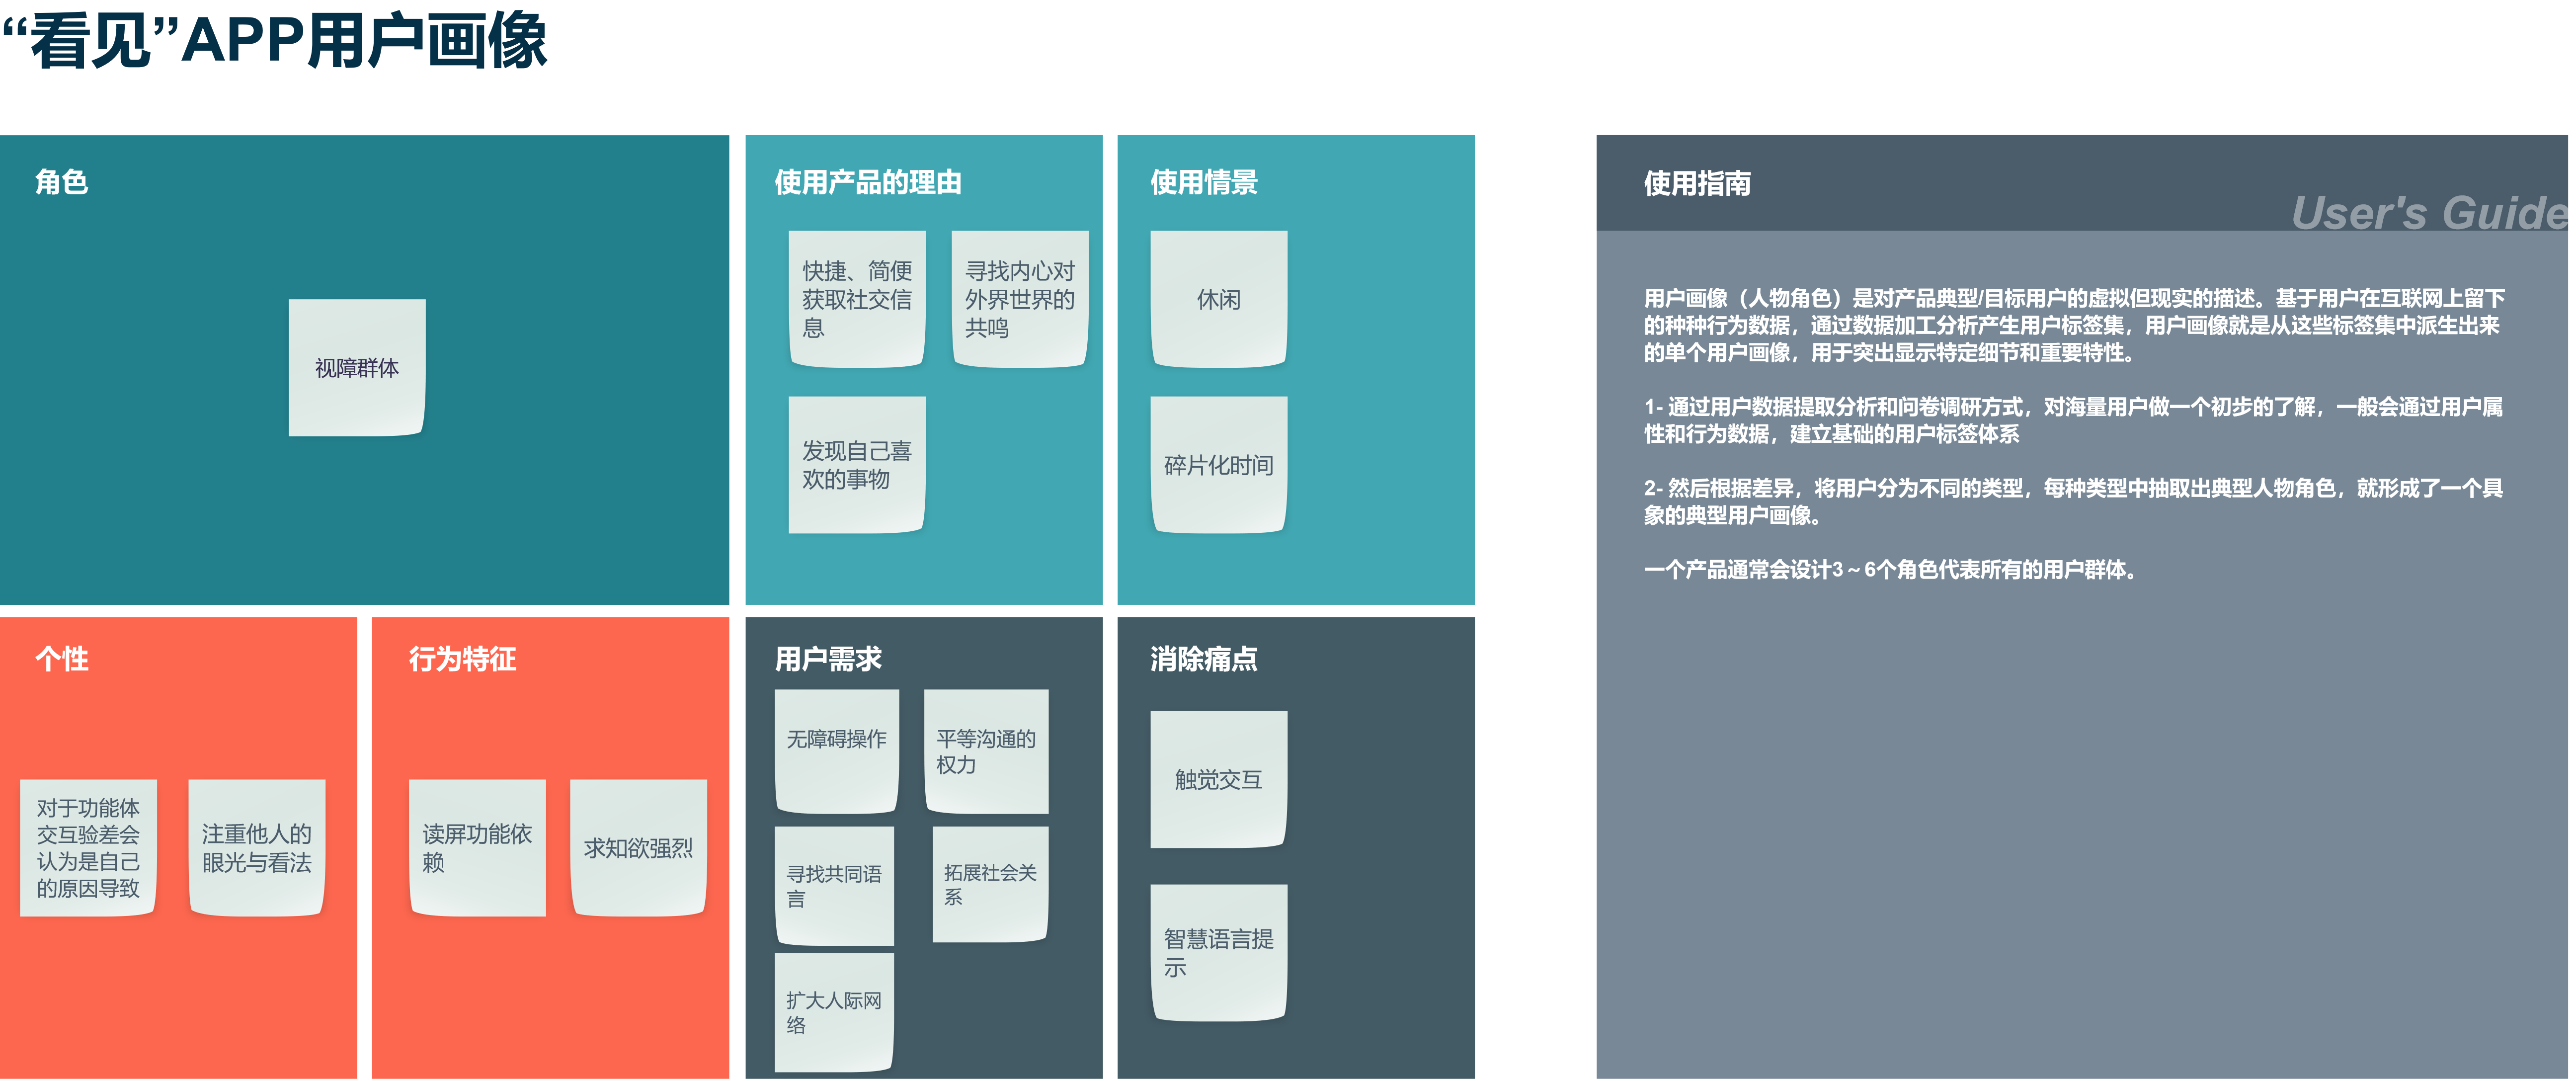 “看见”APP用户画像
角色
视障群体
使用产品的理由
快捷、简便
获取社交信
息
寻找内心对
外界世界的
共鸣
发现自己喜
欢的事物
使用情景
休闲
碎片化时间
个性
对于功能体
交互验差会
认为是自己
的原因导致
注重他人的
眼光与看法
行为特征
读屏功能依
赖
求知欲强烈
用户需求
无障碍操作
平等沟通的
权力
寻找共同语
言
拓展社会关
系
扩大人际网
络
消除痛点
触觉交互
智慧语言提
示
使用指南
User's Guide
用户画像（人物角色）是对产品典型/目标用户的虚拟但现实的描述。基于用户在互联网上留下
的种种行为数据，通过数据加工分析产生用户标签集，用户画像就是从这些标签集中派生出来
的单个用户画像，用于突出显示特定细节和重要特性。
1- 通过用户数据提取分析和问卷调研方式，对海量用户做一个初步的了解，一般会通过用户属
性和行为数据，建立基础的用户标签体系
2- 然后根据差异，将用户分为不同的类型，每种类型中抽取出典型人物角色，就形成了一个具
象的典型用户画像。
一个产品通常会设计3～6个角色代表所有的用户群体。